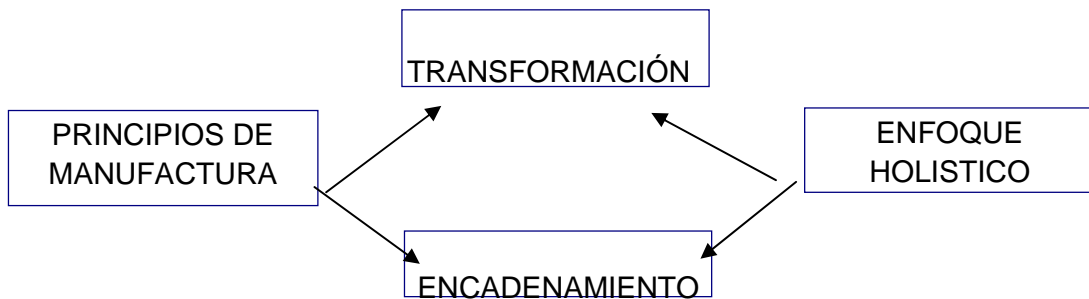 TRANSFORMACIÓN
PRINCIPIOS DE
MANUFACTURA
ENFOQUE
HOLISTICO
ENCADENAMIENTO